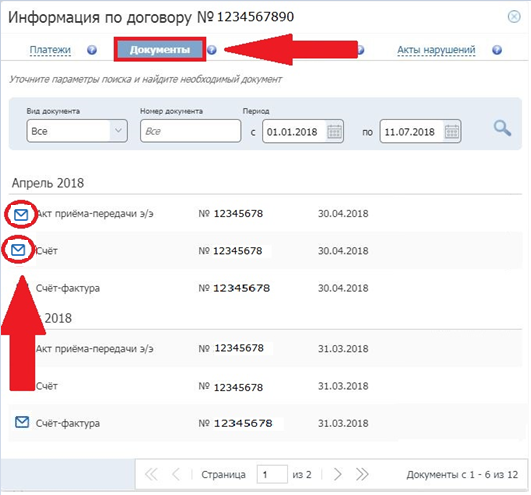 Информация по договору № 1234567890
Платежи ? Документы ? ? Акты нарушений ?
Уточните параметры поиска и найдите необходимый документ
Вид документа Номер документа Период
Все Все с 01.01.2018 по 11.07.2018
Апрель 2018
Акт приёма-передачи э/э № 12345678 30.04.2018
Счёт № 12345678 30.04.2018
Счёт-фактура № 12345678 30.04.2018
2018
Акт приёма-передачи э/э № 12345678 31.03.2018
Счёт № 12345678 31.03.2018
Счёт-фактура № 12345678 31.03.2018
Страница 1 из 2 Документы с 1 - 6 из 12